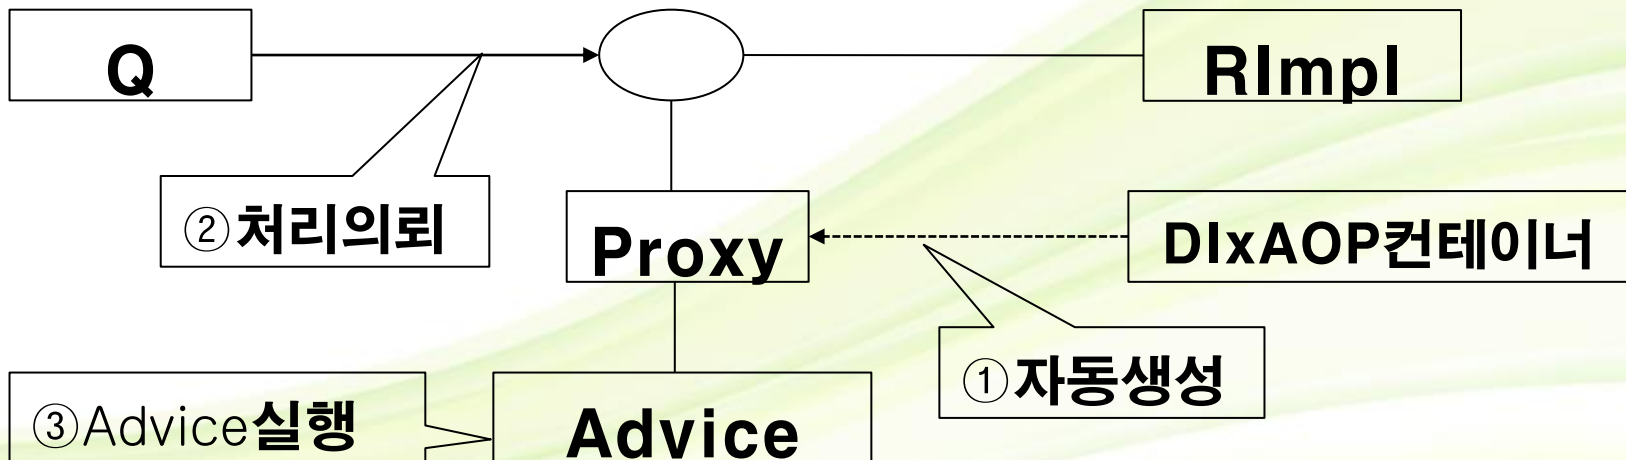 Q
RImpl
②처리의뢰
Proxy
DIxAOP컨테이너
①자동생성
③Advice실행
Advice